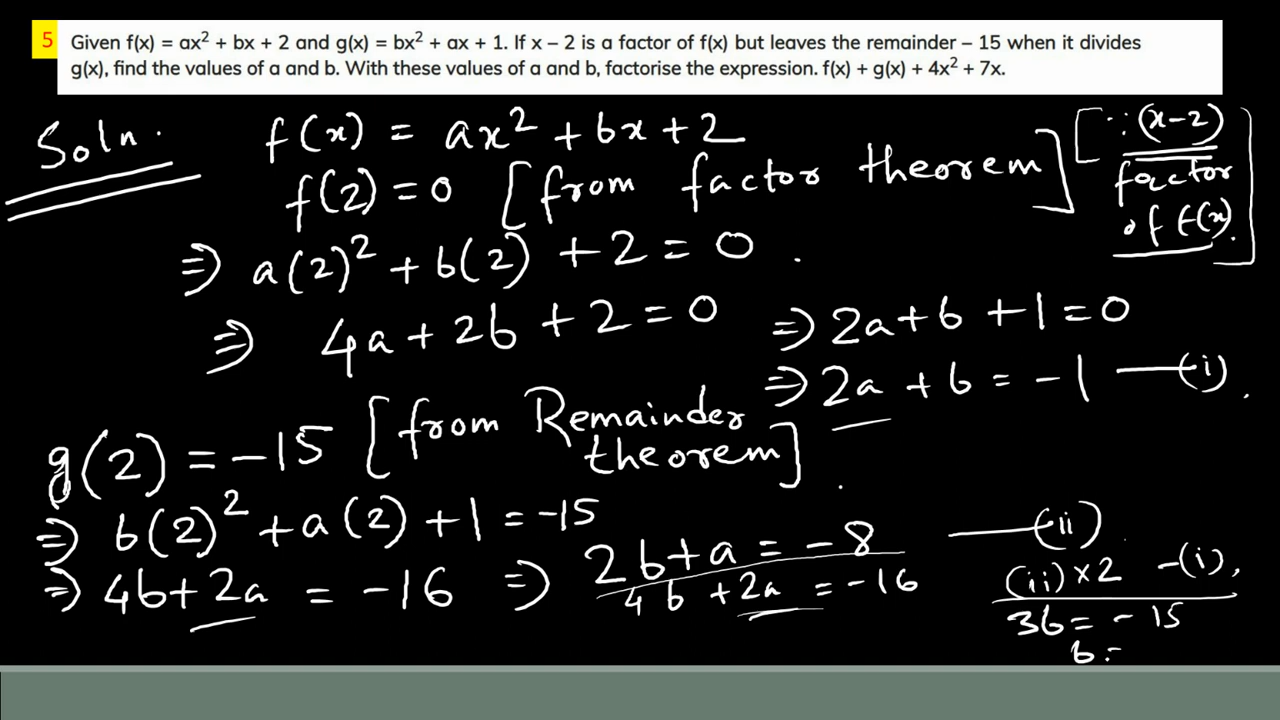 5 Given f(x) = ax² + bx + 2 and g(x) = bx² + ax + 1. If x – 2 is a factor of f(x) but leaves the remainder – 15 when it divides
g(x), find the values of a and b. With these values of a and b, factorise the expression. f(x) + g(x) + 4x² + 7x.
Soln.
f(x) = ax² + bx + 2
f(2) = 0 [from factor theorem]
[∵ (x-2)
factor
of f(x).]
⇒ a(2)² + b(2) + 2 = 0.
⇒ 4a + 2b + 2 = 0
⇒ 2a + b + 1 = 0
⇒ 2a + b = -1 —(i).
g(2) = -15 [from Remainder
theorem].
⇒ b(2)² + a(2) + 1 = -15
⇒ 4b + 2a = -16 ⇒ 2b + a = -8 —(ii)
4b + 2a = -16
(ii) × 2 - (i),
3b = -15
b =